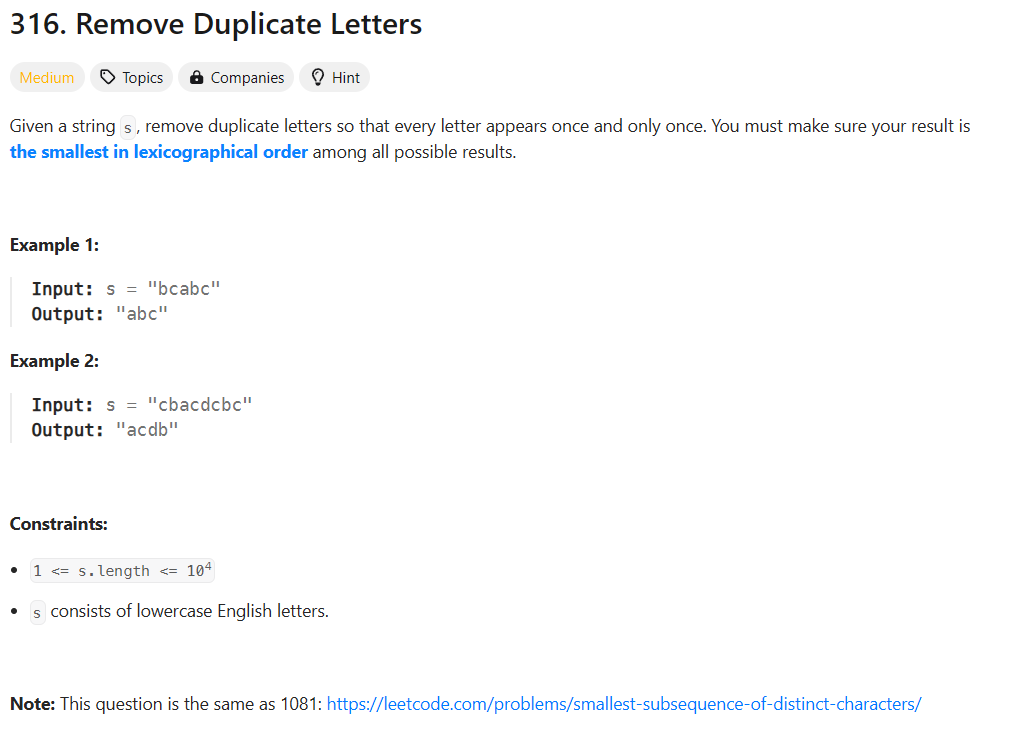 316. Remove Duplicate Letters
Medium Topics Companies Hint
Given a string s, remove duplicate letters so that every letter appears once and only once. You must make sure your result is
the smallest in lexicographical order among all possible results.
Example 1:
Input: s = "bcabc"
Output: "abc"
Example 2:
Input: s = "cbacdcbc"
Output: "acdb"
Constraints:
• 1 <= s.length <= 10⁴
• s consists of lowercase English letters.
Note: This question is the same as 1081: https://leetcode.com/problems/smallest-subsequence-of-distinct-characters/